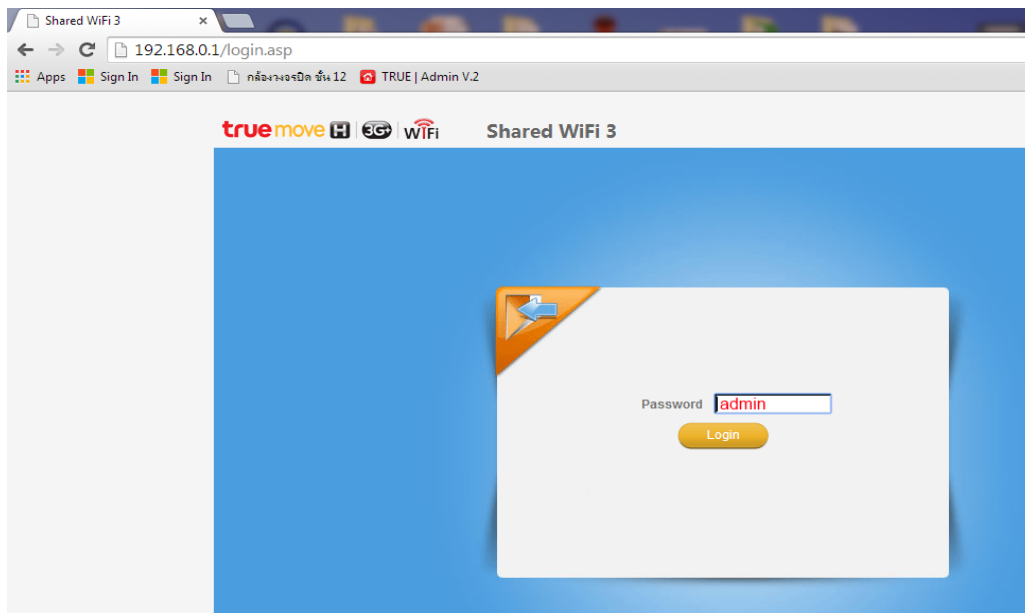 Shared WiFi 3
192.168.0.1/login.asp
Apps Sign In Sign In กล้องวงจรปิด ชั้น 12 TRUE | Admin V.2
truemove H 3G+ WiFi Shared WiFi 3
Password admin
Login